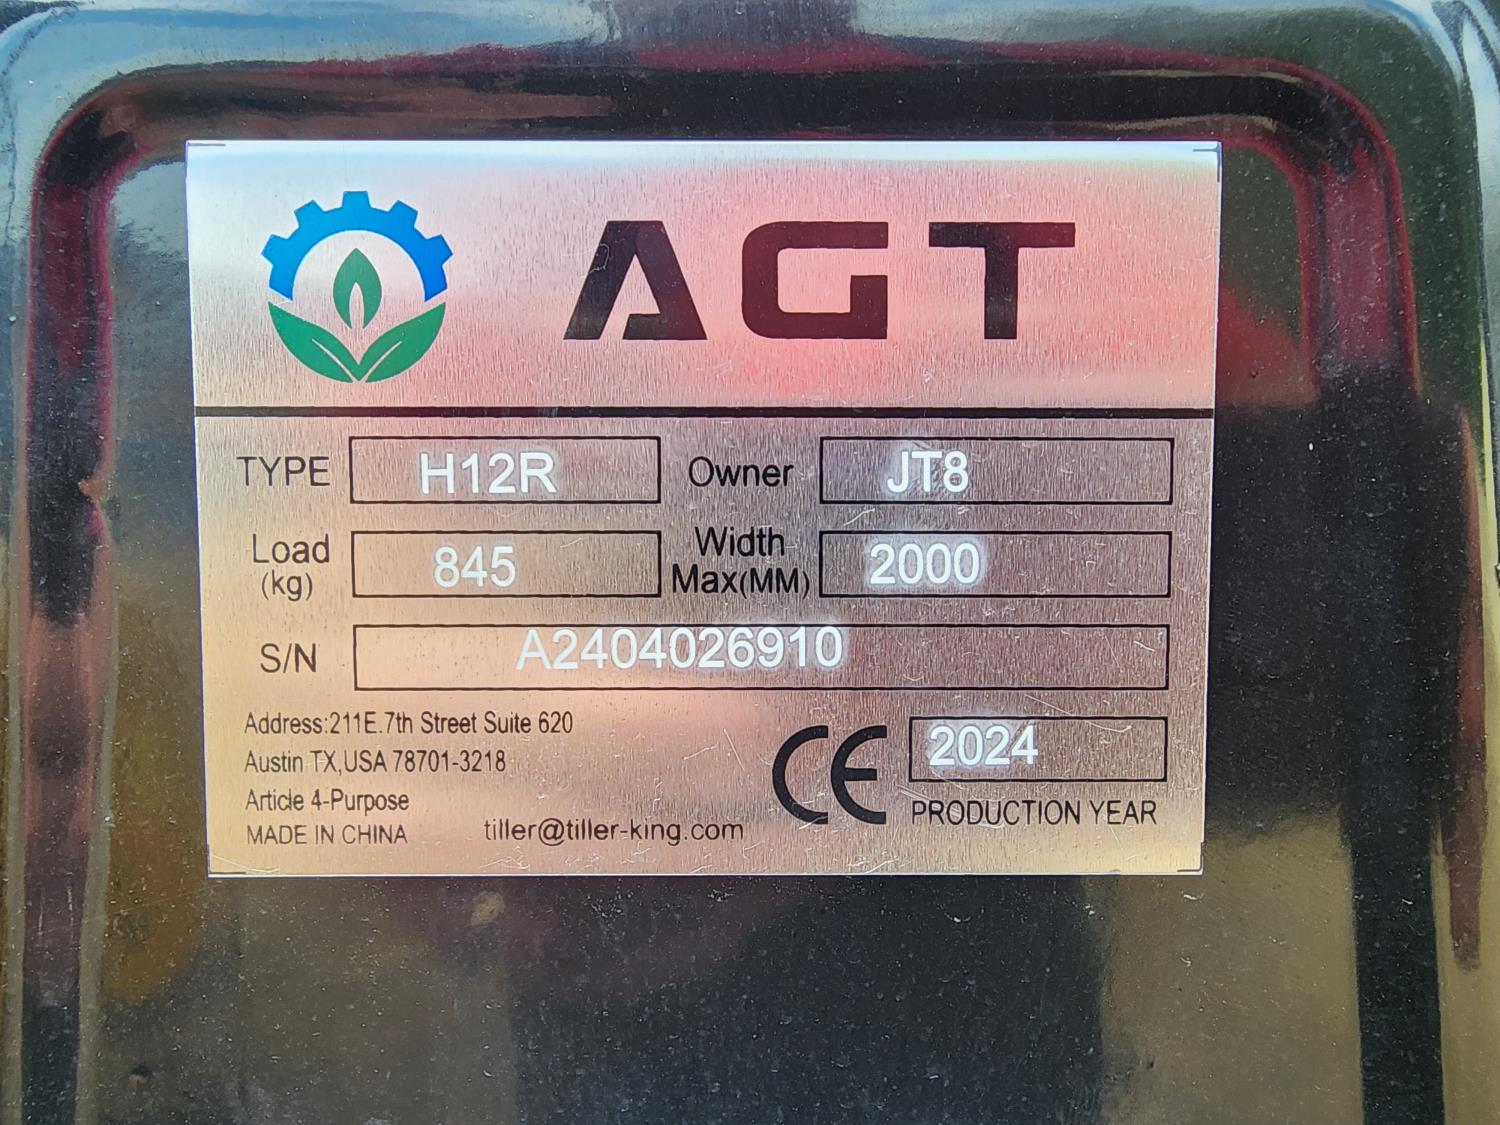 AGT
TYPE H12R Owner JT8
Load (kg) 845 Width Max(MM) 2000
S/N A2404026910
Address:211E.7th Street Suite 620
Austin TX,USA 78701-3218
Article 4-Purpose
MADE IN CHINA tiller@tiller-king.com
CE 2024
PRODUCTION YEAR